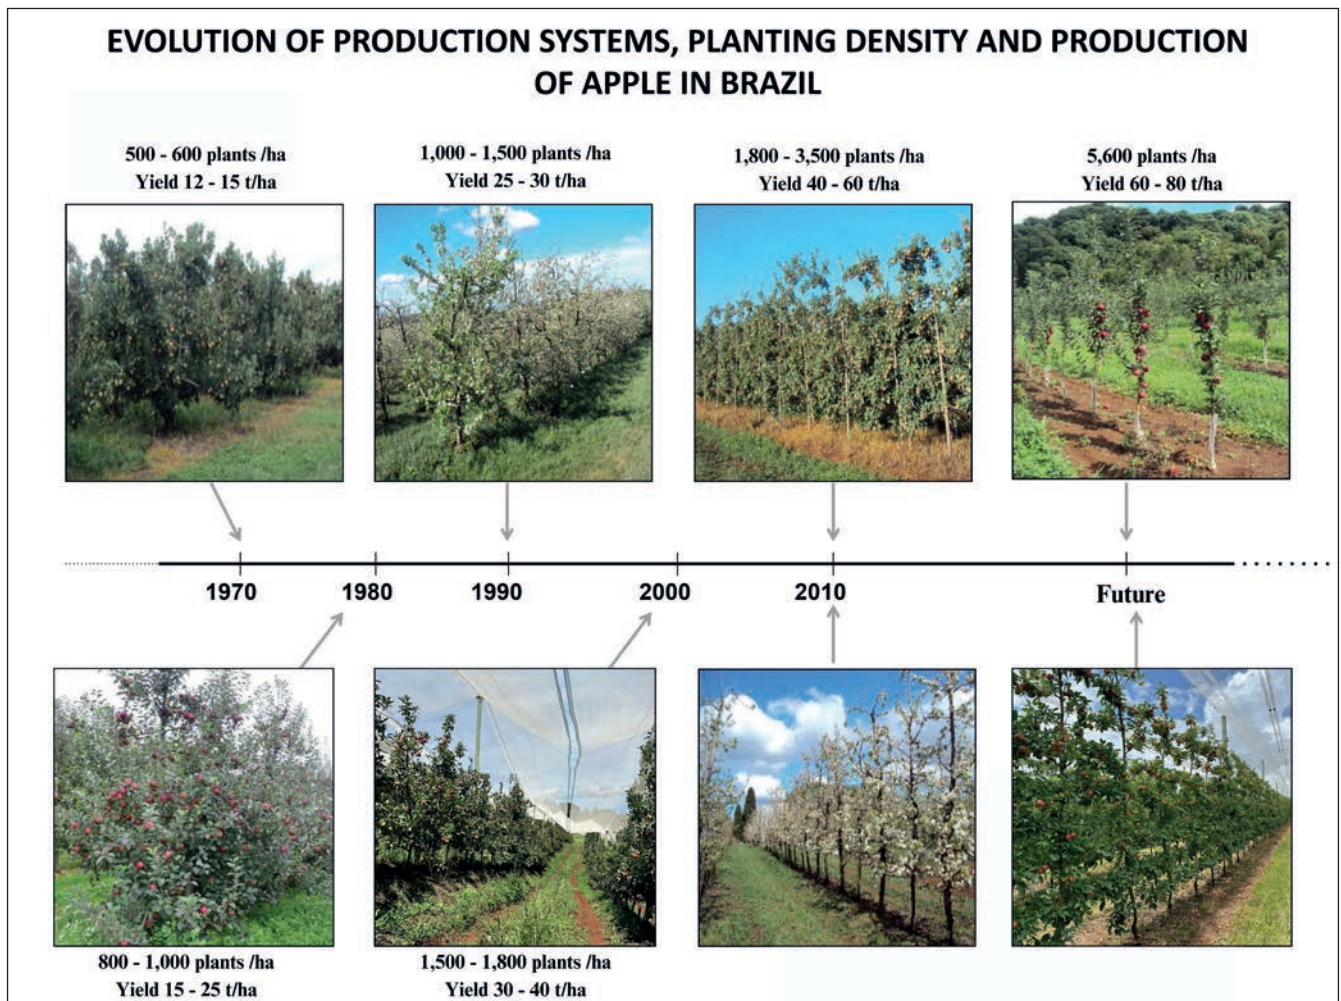 EVOLUTION OF PRODUCTION SYSTEMS, PLANTING DENSITY AND PRODUCTION
OF APPLE IN BRAZIL
500 - 600 plants /ha
Yield 12 - 15 t/ha
1,000 - 1,500 plants /ha
Yield 25 - 30 t/ha
1,800 - 3,500 plants /ha
Yield 40 - 60 t/ha
5,600 plants /ha
Yield 60 - 80 t/ha
1970
1980
1990
2000
2010
Future
800 - 1,000 plants /ha
Yield 15 - 25 t/ha
1,500 - 1,800 plants /ha
Yield 30 - 40 t/ha